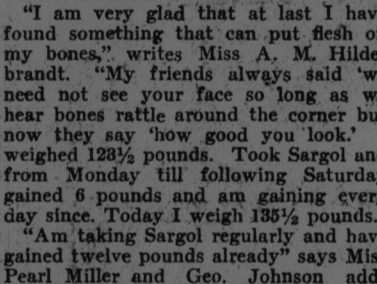 "I am very glad that at last I hav
found something that can put flesh o
my bones," writes Miss A. M. Hilde
brandt. "My friends always said 'w
need not see your face so long as w
hear bones rattle around the corner bu
now they say 'how good you look.'
weighed 123½ pounds. Took Sargol an
from Monday till following Saturda
gained 6 pounds and am gaining ever
day since. Today I weigh 135½ pounds.
"Am taking Sargol regularly and hav
gained twelve pounds already" says Mis
Pearl Miller and Geo. Johnson add